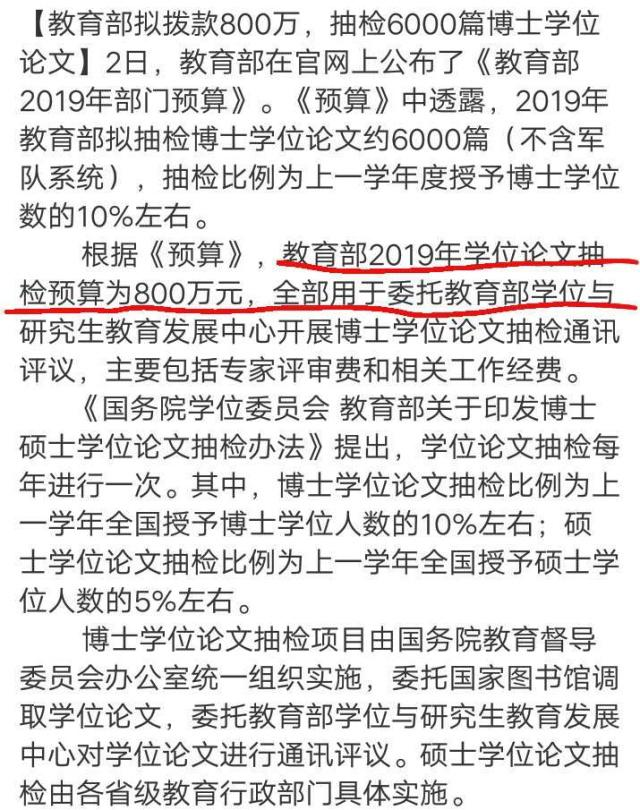 【教育部拟拨款800万，抽检6000篇博士学位
论文】2日，教育部在官网上公布了《教育部
2019年部门预算》。《预算》中透露，2019年
教育部拟抽检博士学位论文约6000篇（不含军
队系统），抽检比例为上一学年度授予博士学位
数的10%左右。
根据《预算》，教育部2019年学位论文抽
检预算为800万元，全部用于委托教育部学位与
研究生教育发展中心开展博士学位论文抽检通讯
评议，主要包括专家评审费和相关工作经费。
《国务院学位委员会 教育部关于印发博士
硕士学位论文抽检办法》提出，学位论文抽检每
年进行一次。其中，博士学位论文抽检比例为上
一学年全国授予博士学位人数的10%左右；硕
士学位论文抽检比例为上一学年全国授予硕士学
位人数的5%左右。
博士学位论文抽检项目由国务院教育督导
委员会办公室统一组织实施，委托国家图书馆调
取学位论文，委托教育部学位与研究生教育发展
中心对学位论文进行通讯评议。硕士学位论文抽
检由各省级教育行政部门具体实施。